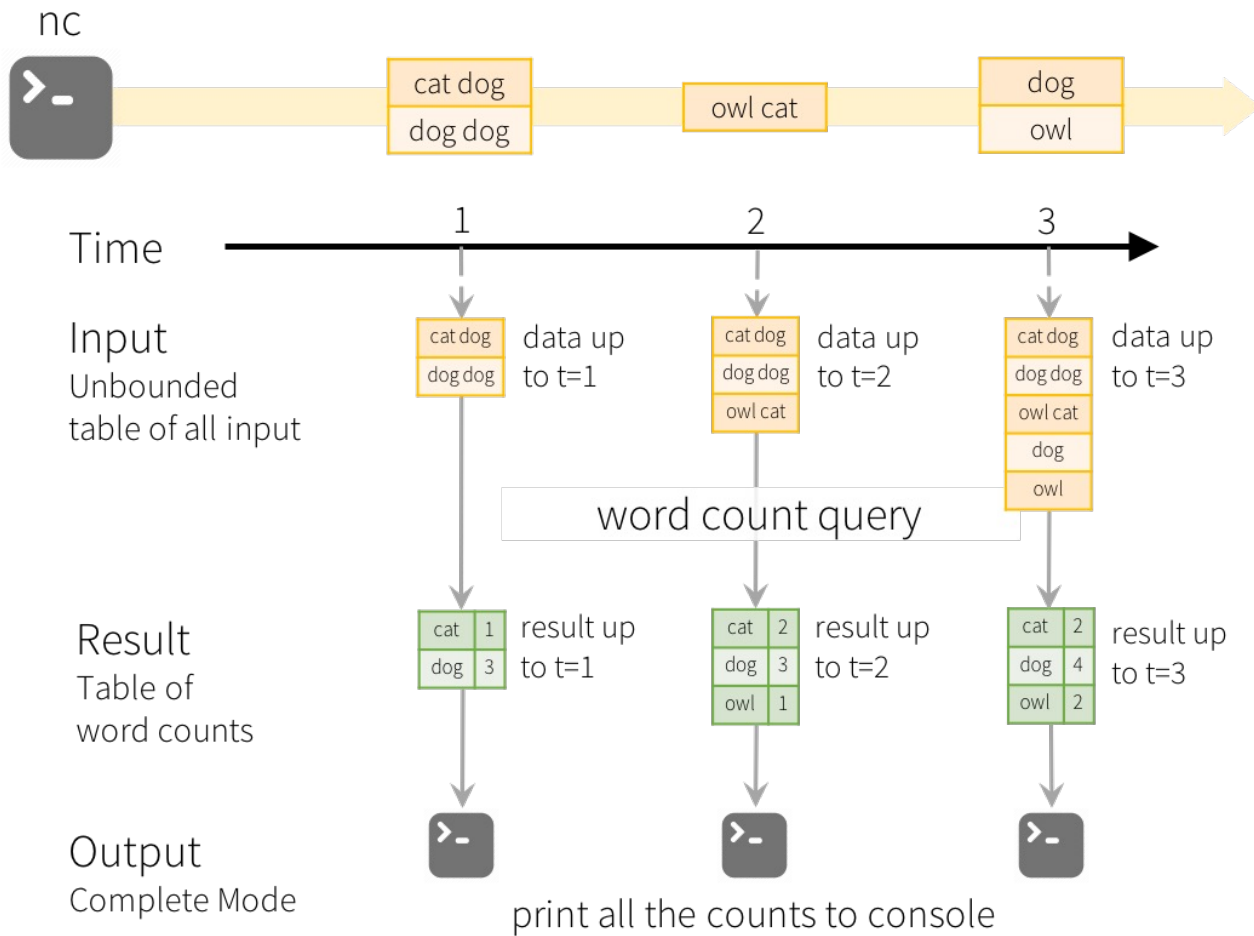 nc
>_
cat dog
dog dog
owl cat
dog
owl
1
2
3
Time
Input
Unbounded
table of all input
cat dog
dog dog
data up
to t=1
cat dog
dog dog
owl cat
data up
to t=2
cat dog
dog dog
owl cat
dog
owl
data up
to t=3
word count query
Result
Table of
word counts
cat 1
dog 3
result up
to t=1
cat 2
dog 3
owl 1
result up
to t=2
cat 2
dog 4
owl 2
result up
to t=3
Output
Complete Mode
>_
>_
>_
print all the counts to console